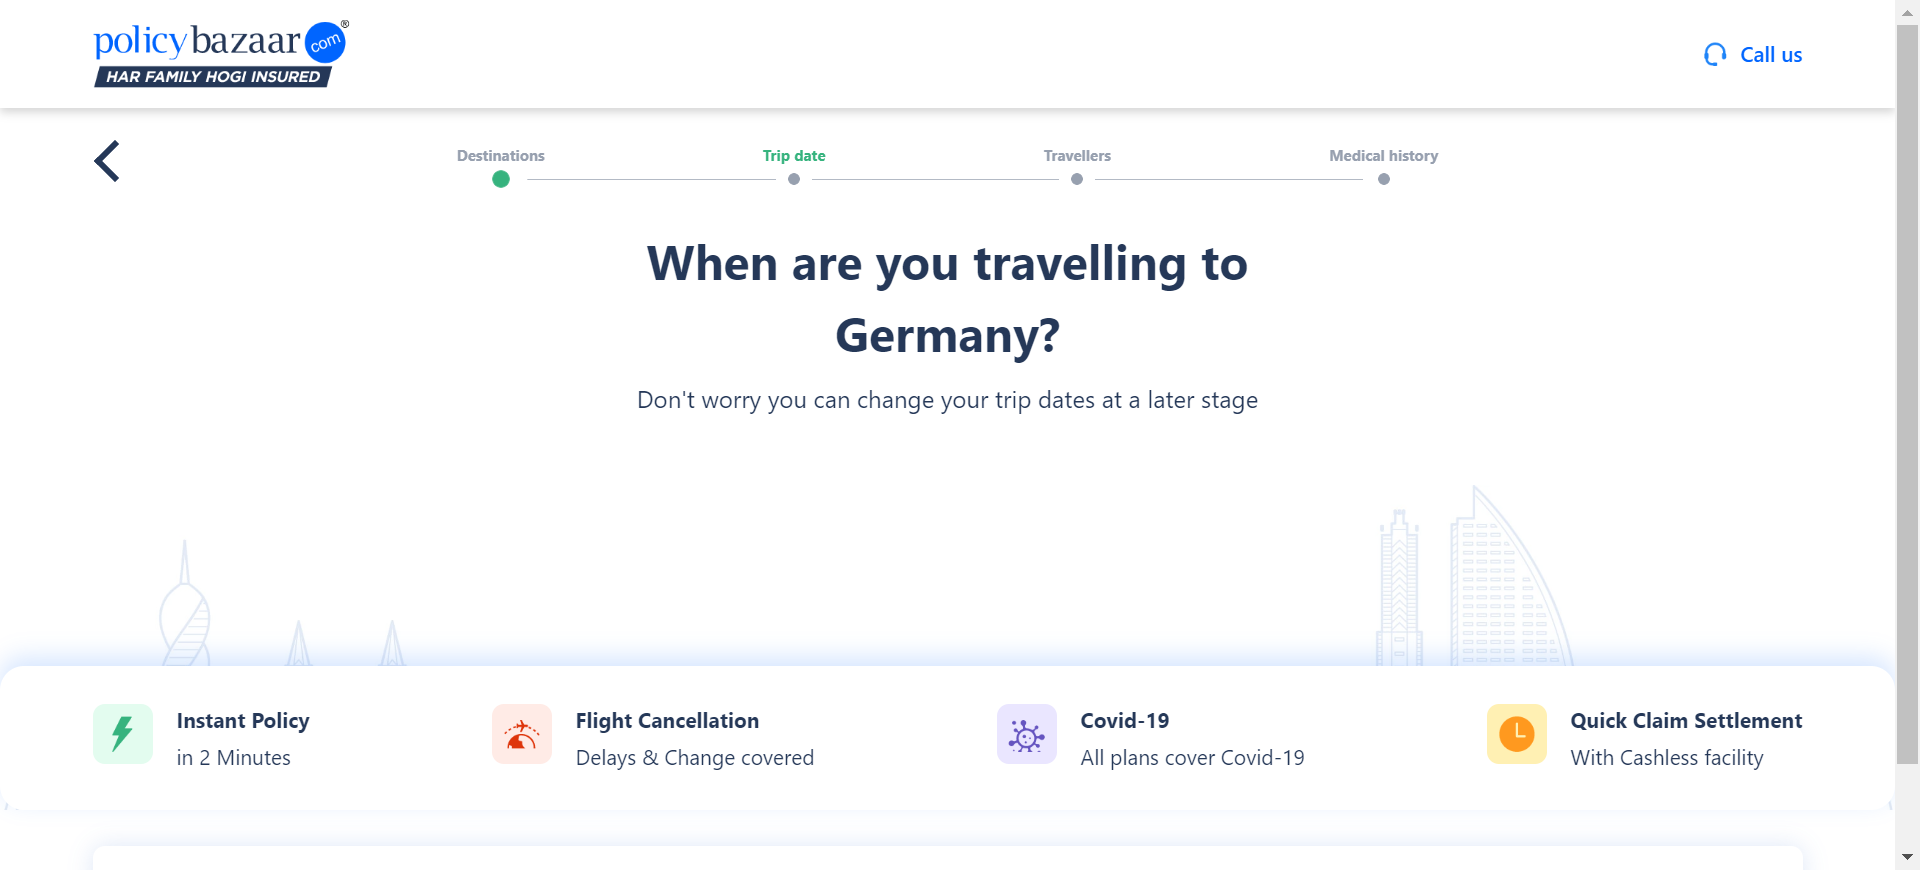 policybazaar com ®
HAR FAMILY HOGI INSURED
Call us
Destinations
Trip date
Travellers
Medical history
When are you travelling to
Germany?
Don't worry you can change your trip dates at a later stage
Instant Policy
in 2 Minutes
Flight Cancellation
Delays & Change covered
Covid-19
All plans cover Covid-19
Quick Claim Settlement
With Cashless facility